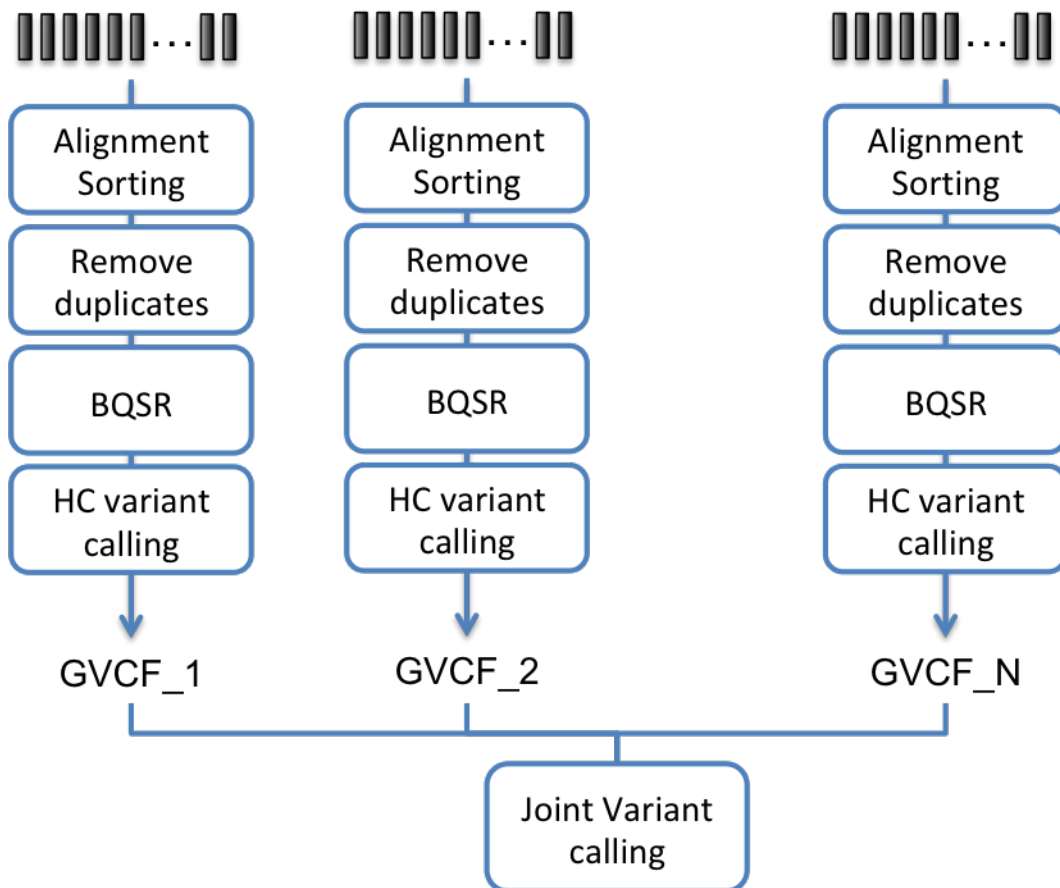 Alignment
Sorting
Remove
duplicates
BQSR
HC variant
calling
GVCF_1
Alignment
Sorting
Remove
duplicates
BQSR
HC variant
calling
GVCF_2
Alignment
Sorting
Remove
duplicates
BQSR
HC variant
calling
GVCF_N
Joint Variant
calling